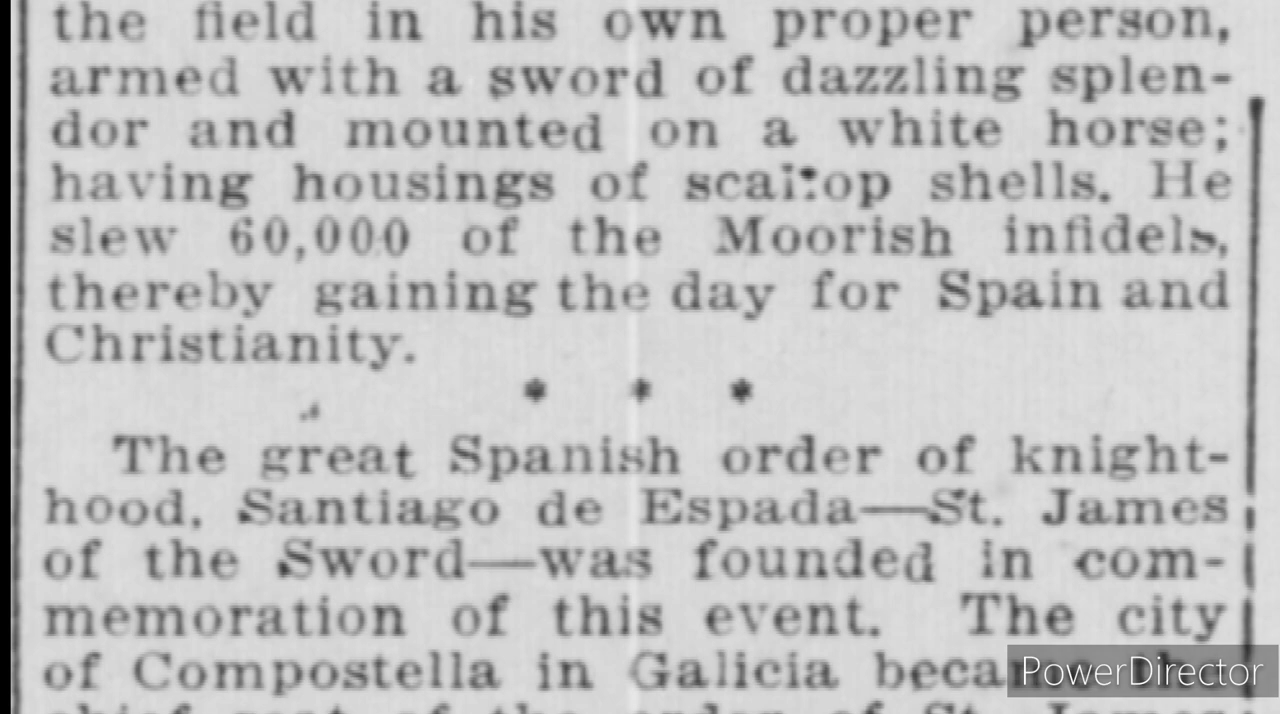 the field in his own proper person,
armed with a sword of dazzling splen-
dor and mounted on a white horse;
having housings of scallop shells. He
slew 60,000 of the Moorish infidels,
thereby gaining the day for Spain and
Christianity.
* * *
The great Spanish order of knight-
hood, Santiago de Espada—St. James
of the Sword—was founded in com-
memoration of this event. The city
of Compostella in Galicia
PowerDirector